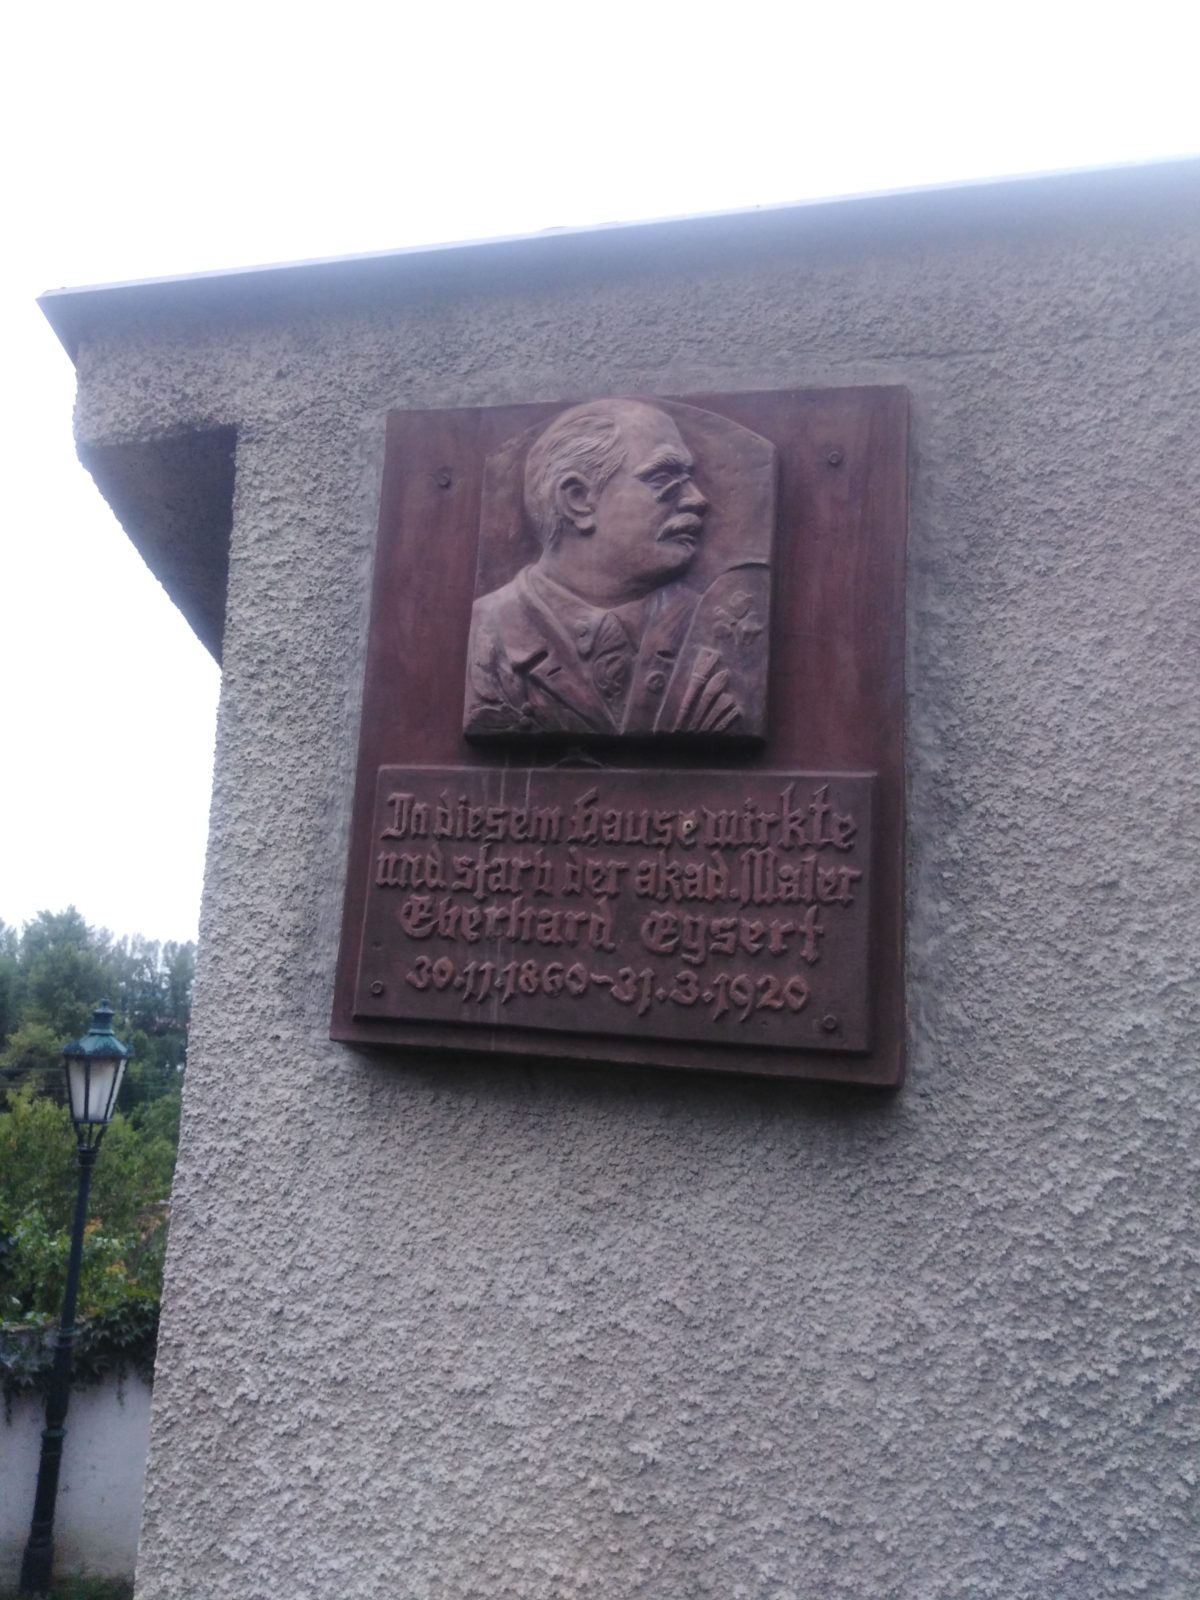 In diesem Hause wirkte
und starb der akad. Maler
Eberhard Eysert
30.11.1860-31.3.1920